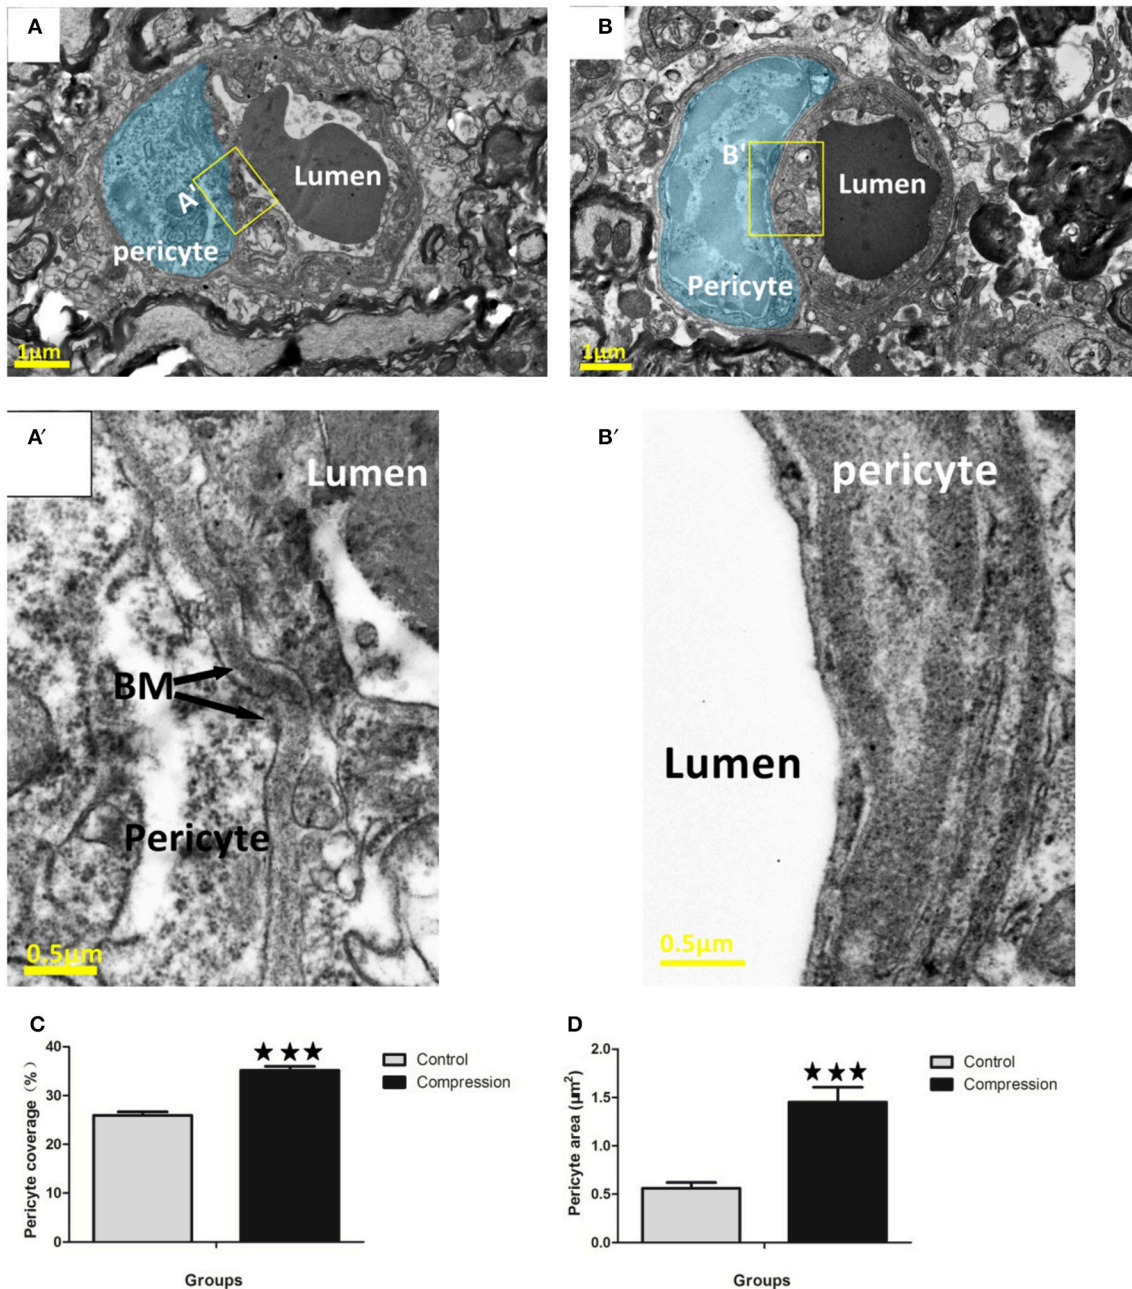 A
B
Lumen
A'
pericyte
1μm
B'
Lumen
Pericyte
1μm
A′
Lumen
BM
Pericyte
0.5μm
B′
pericyte
Lumen
0.5μm
C
40
30
20
10
0
Pericyte coverage (%)
★★★
Control
Compression
Groups
D
2.0
1.5
1.0
0.5
0.0
Pericyte area (μm²)
★★★
Control
Compression
Groups